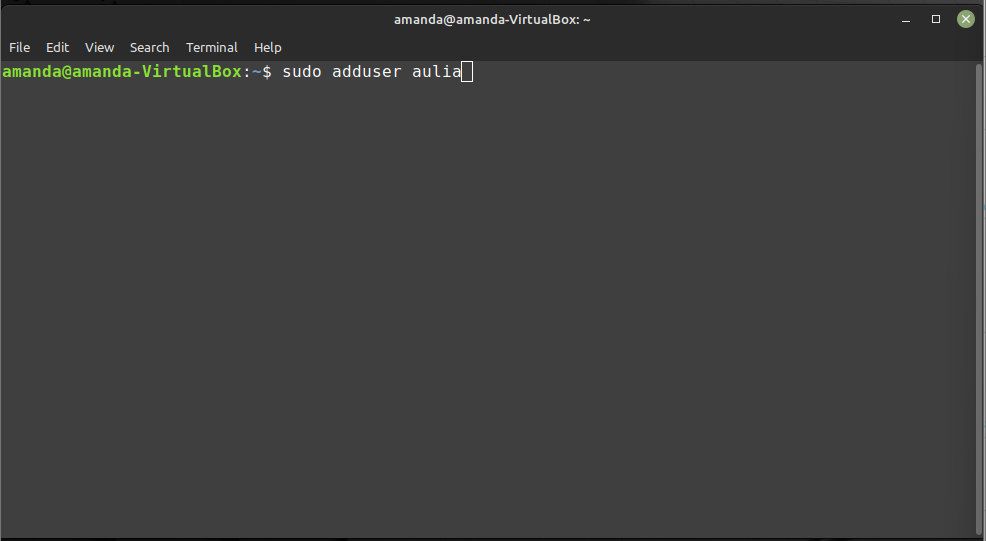 amanda@amanda-VirtualBox: ~
File Edit View Search Terminal Help
amanda@amanda-VirtualBox:~$ sudo adduser aulia